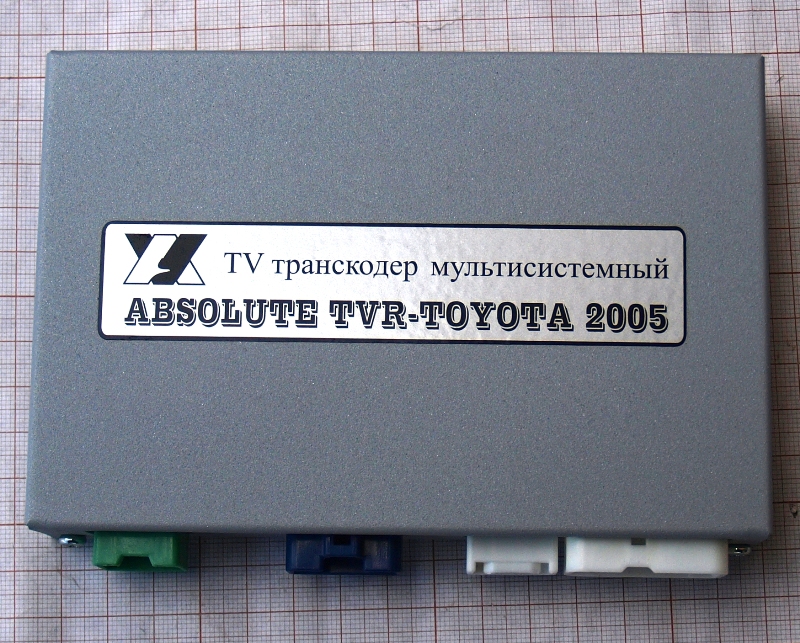 TV транскодер мультисистемный
ABSOLUTE TVR-TOYOTA 2005